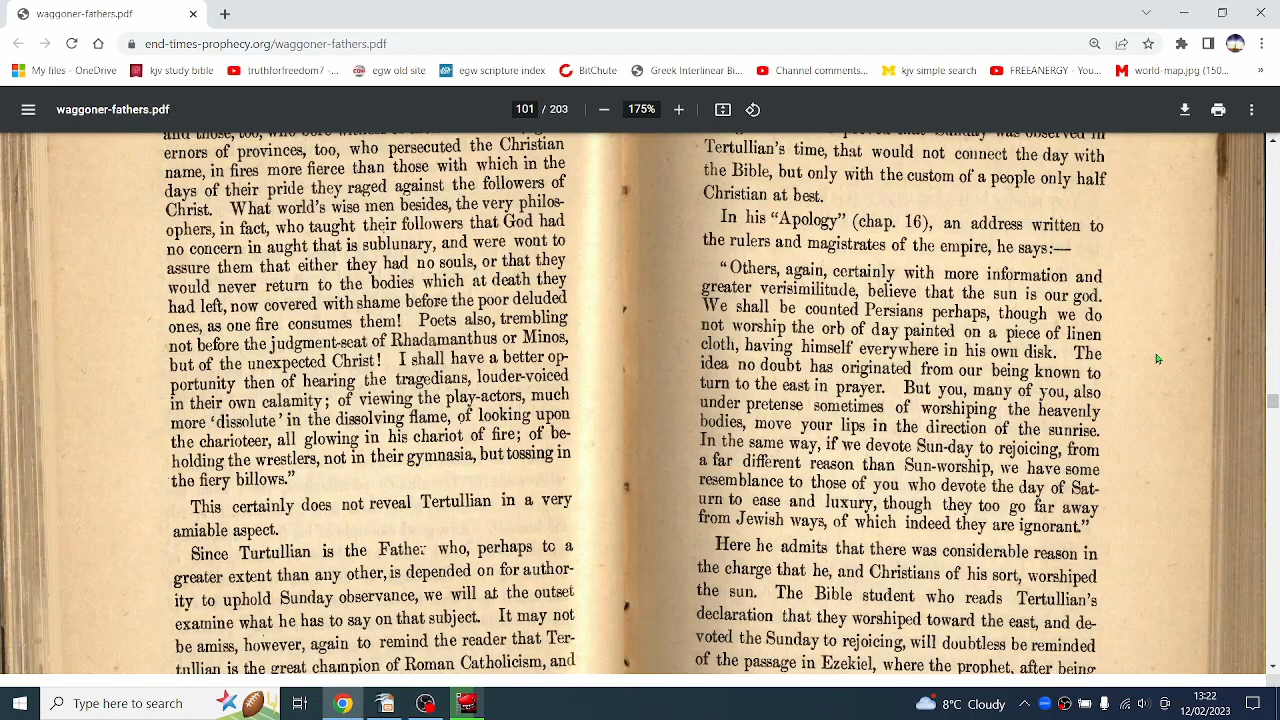 waggoner-fathers.pdf
end-times-prophecy.org/waggoner-fathers.pdf
My files - OneDrive
kjv study bible
truthforfreedom7 -...
egw old site
egw scripture index
BitChute
Greek Interlinear Bi...
Channel comments...
kjv simple search
FREEANERGY - You...
world-map.jpg (150...
»
waggoner-fathers.pdf
101 / 203
175%
ernors of provinces, too, who persecuted the Christian
name, in fires more fierce than those with which in the
days of their pride they raged against the followers of
Christ. What world's wise men besides, the very philos-
ophers, in fact, who taught their followers that God had
no concern in aught that is sublunary, and were wont to
assure them that either they had no souls, or that they
would never return to the bodies which at death they
had left, now covered with shame before the poor deluded
ones, as one fire consumes them! Poets also, trembling
not before the judgment-seat of Rhadamanthus or Minos,
but of the unexpected Christ! I shall have a better op-
portunity then of hearing the tragedians, louder-voiced
in their own calamity; of viewing the play-actors, much
more 'dissolute' in the dissolving flame, of looking upon
the charioteer, all glowing in his chariot of fire; of be-
holding the wrestlers, not in their gymnasia, but tossing in
the fiery billows."
This certainly does not reveal Tertullian in a very
amiable aspect.
Since Turtullian is the Father who, perhaps to a
greater extent than any other, is depended on for author-
ity to uphold Sunday observance, we will at the outset
examine what he has to say on that subject. It may not
be amiss, however, again to remind the reader that Ter-
tullian is the great champion of Roman Catholicism, and
that Sunday was observed in
Tertullian's time, that would not connect the day with
the Bible, but only with the custom of a people only half
Christian at best.
In his "Apology" (chap. 16), an address written to
the rulers and magistrates of the empire, he says:—
"Others, again, certainly with more information and
greater verisimilitude, believe that the sun is our god.
We shall be counted Persians perhaps, though we do
not worship the orb of day painted on a piece of linen
cloth, having himself everywhere in his own disk. The
idea no doubt has originated from our being known to
turn to the east in prayer. But you, many of you, also
under pretense sometimes of worshiping the heavenly
bodies, move your lips in the direction of the sunrise.
In the same way, if we devote Sun-day to rejoicing, from
a far different reason than Sun-worship, we have some
resemblance to those of you who devote the day of Sat-
urn to ease and luxury, though they too go far away
from Jewish ways, of which indeed they are ignorant."
Here he admits that there was considerable reason in
the charge that he, and Christians of his sort, worshiped
the sun. The Bible student who reads Tertullian's
declaration that they worshiped toward the east, and de-
voted the Sunday to rejoicing, will doubtless be reminded
of the passage in Ezekiel, where the prophet, after being
Type here to search
8°C Cloudy
13:22
12/02/2023